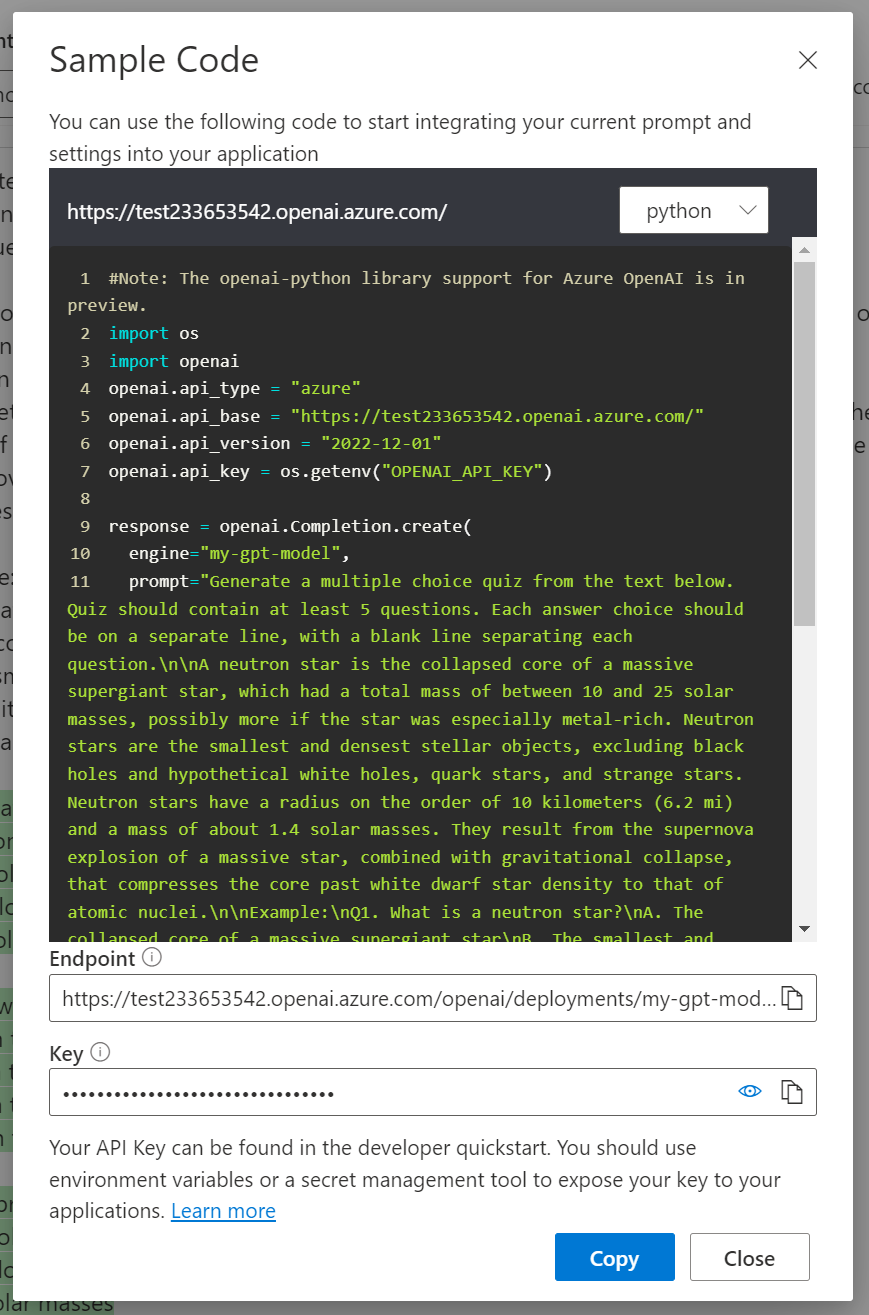 Sample Code
You can use the following code to start integrating your current prompt and
settings into your application
https://test233653542.openai.azure.com/
python
1 #Note: The openai-python library support for Azure OpenAI is in
preview.
2 import os
3 import openai
4 openai.api_type = "azure"
5 openai.api_base = "https://test233653542.openai.azure.com/"
6 openai.api_version = "2022-12-01"
7 openai.api_key = os.getenv("OPENAI_API_KEY")
8
9 response = openai.Completion.create(
10 engine="my-gpt-model",
11 prompt="Generate a multiple choice quiz from the text below.
Quiz should contain at least 5 questions. Each answer choice should
be on a separate line, with a blank line separating each
question.\n\nA neutron star is the collapsed core of a massive
supergiant star, which had a total mass of between 10 and 25 solar
masses, possibly more if the star was especially metal-rich. Neutron
stars are the smallest and densest stellar objects, excluding black
holes and hypothetical white holes, quark stars, and strange stars.
Neutron stars have a radius on the order of 10 kilometers (6.2 mi)
and a mass of about 1.4 solar masses. They result from the supernova
explosion of a massive star, combined with gravitational collapse,
that compresses the core past white dwarf star density to that of
atomic nuclei.\n\nExample:\nQ1. What is a neutron star?\nA. The
collapsed core of a massive supergiant star\nB. The smallest and
Endpoint
https://test233653542.openai.azure.com/openai/deployments/my-gpt-mod...
Key
Your API Key can be found in the developer quickstart. You should use
environment variables or a secret management tool to expose your key to your
applications. Learn more
Copy
Close
olar masses